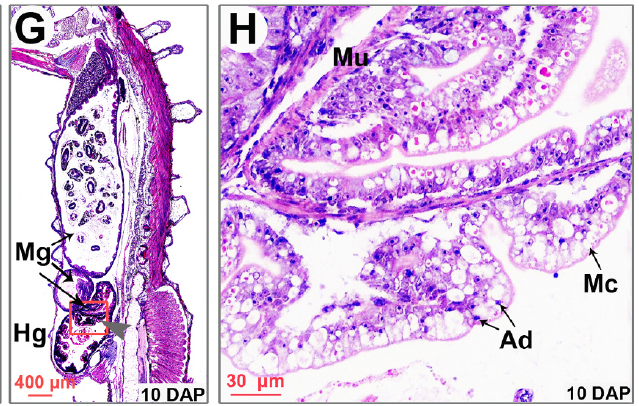 G
Mg
Hg
400 μm
10 DAP
H
Mu
Mc
Ad
30 μm
10 DAP